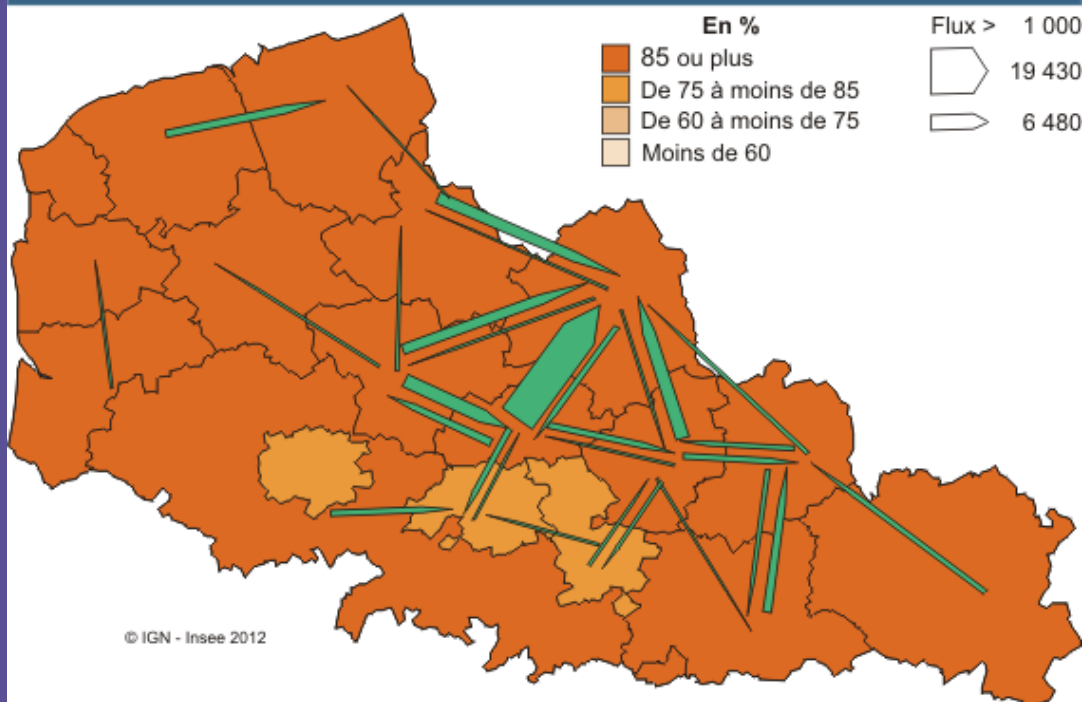 En %
85 ou plus
De 75 à moins de 85
De 60 à moins de 75
Moins de 60
Flux > 1 000
19 430
6 480
© IGN - Insee 2012